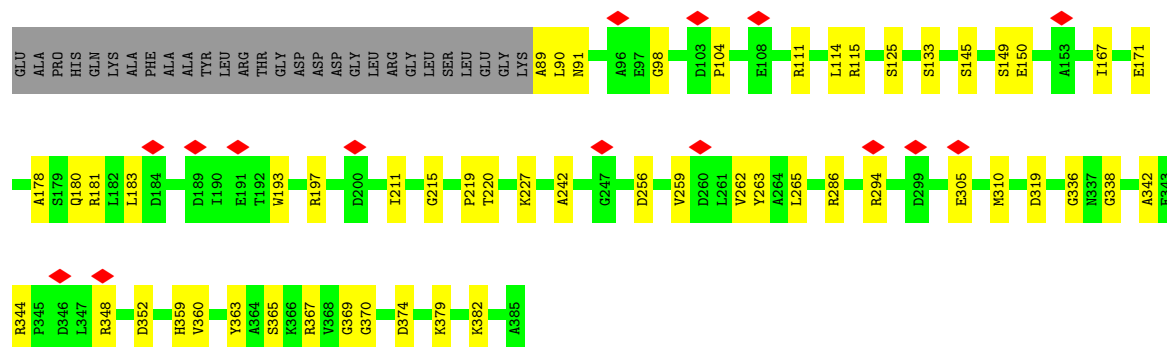 GLU ALA PRO HIS GLN LYS ALA PHE ALA ALA TYR LEU ARG THR GLY ASP ASP ASP GLY LEU ARG GLY LEU SER LEU GLU GLY LYS A89 L90 N91 A96 E97 G98 D103 P104 E108 R111 L114 R115 S125 S133 S145 S149 E150 A153 I167 E171
A178 S179 Q180 R181 L182 L183 D184 D189 I190 E191 T192 W193 R197 D200 I211 G215 P219 T220 K227 A242 G247 D256 V259 D260 L261 V262 Y263 A264 L265 R286 R294 D299 E305 M310 D319 G336 N337 G338 A342 E343
R344 P345 D346 L347 R348 D352 H359 V360 Y363 A364 S365 K366 R367 V368 G369 G370 D374 K379 K382 A385